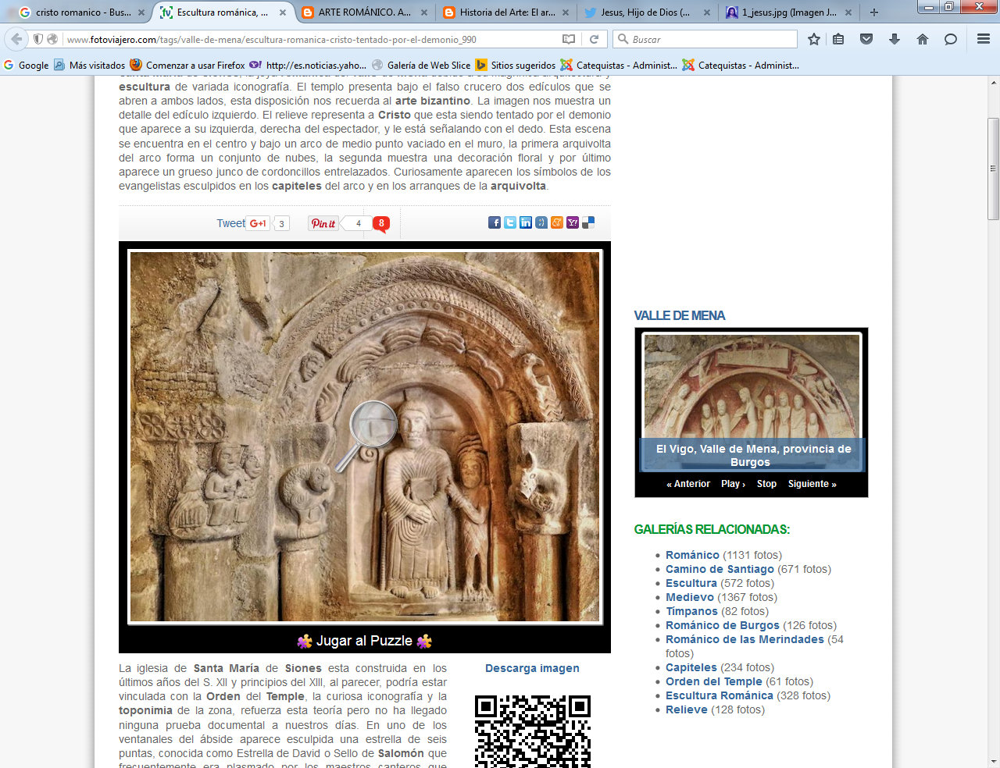 cristo romanico - Bus...
Escultura románica, ...
ARTE ROMÁNICO. A...
Historia del Arte: El ar...
Jesus, Hijo de Dios (...
1_jesus.jpg (Imagen J...
www.fotoviajero.com/tags/valle-de-mena/escultura-romanica-cristo-tentado-por-el-demonio_990
Buscar
Google
Más visitados
Comenzar a usar Firefox
http://es.noticias.yaho...
Galería de Web Slice
Sitios sugeridos
Catequistas - Administ...
Catequistas - Administ...
escultura de variada iconografía. El templo presenta bajo el falso crucero dos edículos que se
abren a ambos lados, esta disposición nos recuerda al arte bizantino. La imagen nos muestra un
detalle del edículo izquierdo. El relieve representa a Cristo que esta siendo tentado por el demonio
que aparece a su izquierda, derecha del espectador, y le está señalando con el dedo. Esta escena
se encuentra en el centro y bajo un arco de medio punto vaciado en el muro, la primera arquivolta
del arco forma un conjunto de nubes, la segunda muestra una decoración floral y por último
aparece un grueso junco de cordoncillos entrelazados. Curiosamente aparecen los símbolos de los
evangelistas esculpidos en los capiteles del arco y en los arranques de la arquivolta.
Tweet
G+1
3
Pin it
4
8
Jugar al Puzzle
La iglesia de Santa María de Siones esta construida en los
últimos años del S. XII y principios del XIII, al parecer, podría estar
vinculada con la Orden del Temple, la curiosa iconografía y la
toponimia de la zona, refuerza esta teoría pero no ha llegado
ninguna prueba documental a nuestros días. En uno de los
ventanales del ábside aparece esculpida una estrella de seis
puntas, conocida como Estrella de David o Sello de Salomón que
frecuentemente era plasmado por los maestros canteros que
Descarga imagen
VALLE DE MENA
El Vigo, Valle de Mena, provincia de
Burgos
« Anterior Play › Stop Siguiente »
GALERÍAS RELACIONADAS:
Románico (1131 fotos)
Camino de Santiago (671 fotos)
Escultura (572 fotos)
Medievo (1367 fotos)
Tímpanos (82 fotos)
Románico de Burgos (126 fotos)
Románico de las Merindades (54
fotos)
Capiteles (234 fotos)
Orden del Temple (61 fotos)
Escultura Románica (328 fotos)
Relieve (128 fotos)